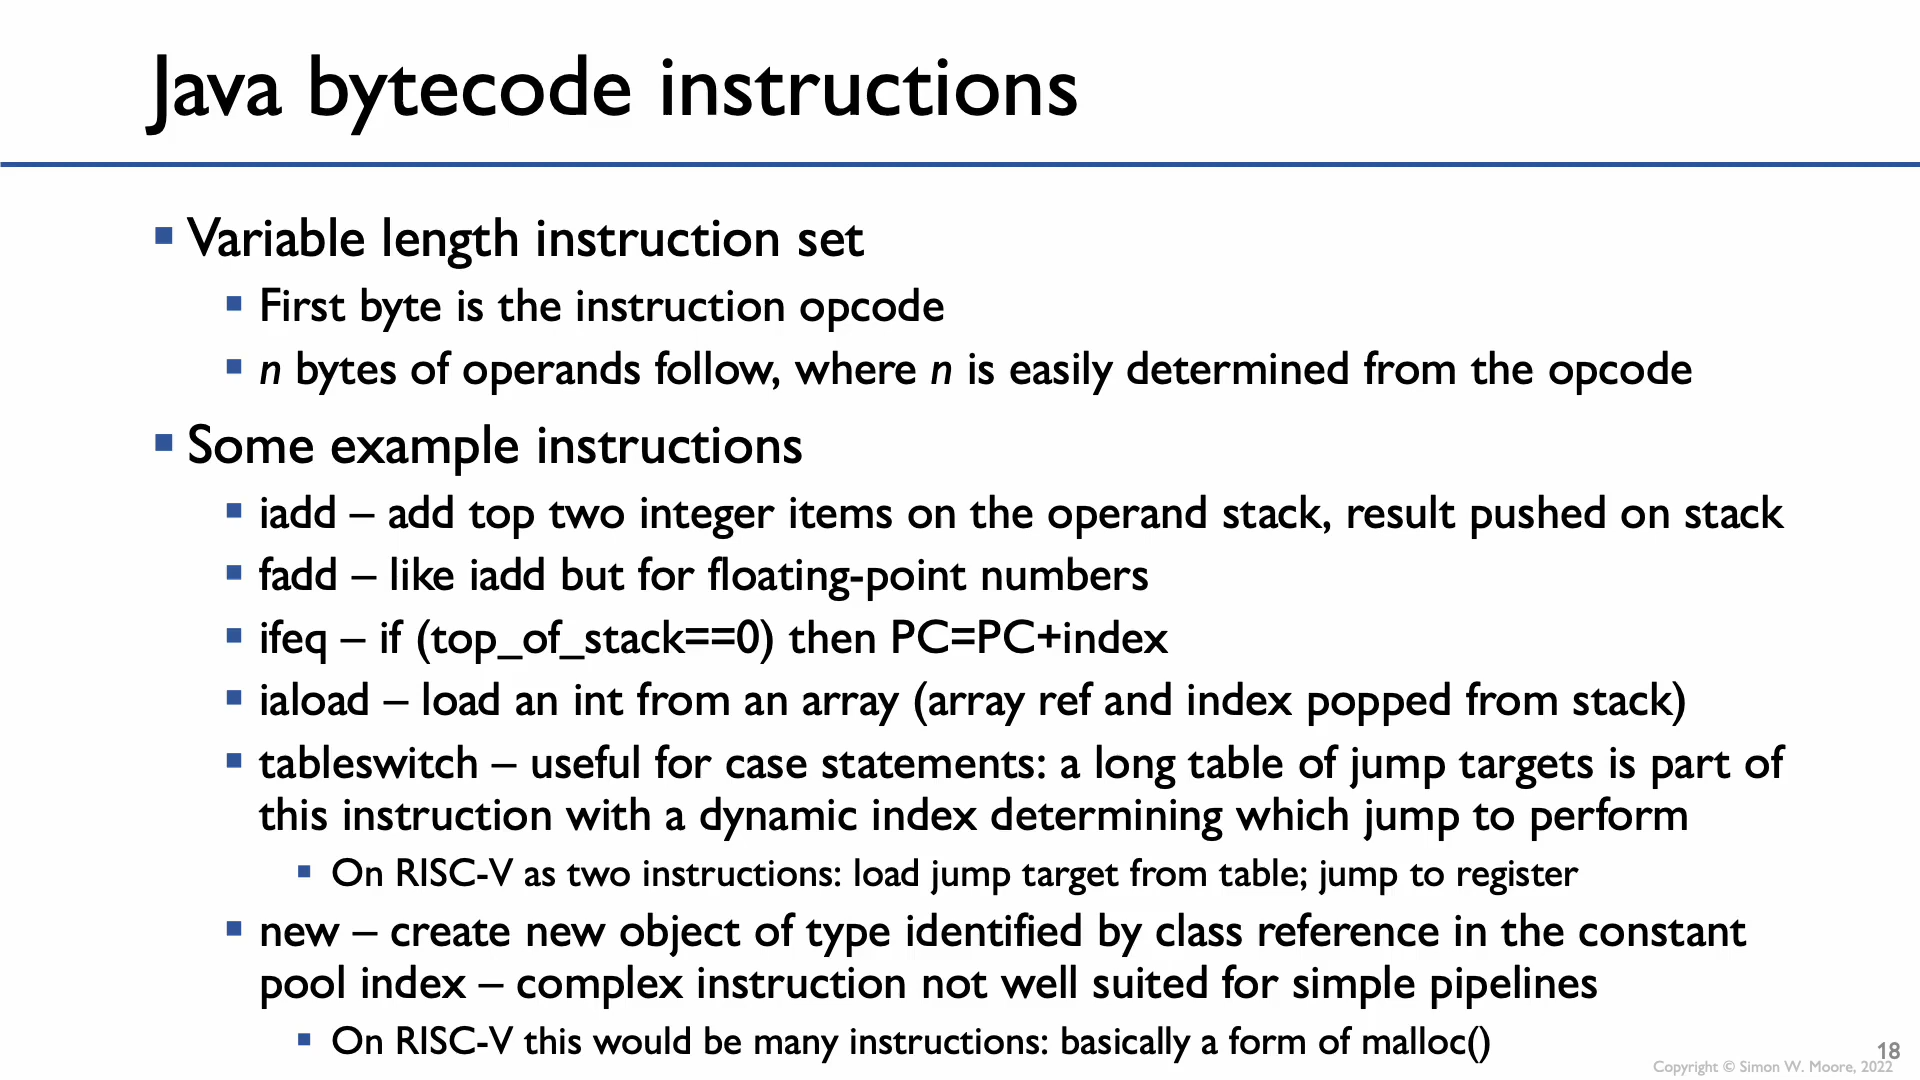 Java bytecode instructions
Variable length instruction set
First byte is the instruction opcode
n bytes of operands follow, where n is easily determined from the opcode
Some example instructions
iadd – add top two integer items on the operand stack, result pushed on stack
fadd – like iadd but for floating-point numbers
ifeq – if (top_of_stack==0) then PC=PC+index
iaload – load an int from an array (array ref and index popped from stack)
tableswitch – useful for case statements: a long table of jump targets is part of
this instruction with a dynamic index determining which jump to perform
On RISC-V as two instructions: load jump target from table; jump to register
new – create new object of type identified by class reference in the constant
pool index – complex instruction not well suited for simple pipelines
On RISC-V this would be many instructions: basically a form of malloc()
18
Copyright © Simon W. Moore, 2022